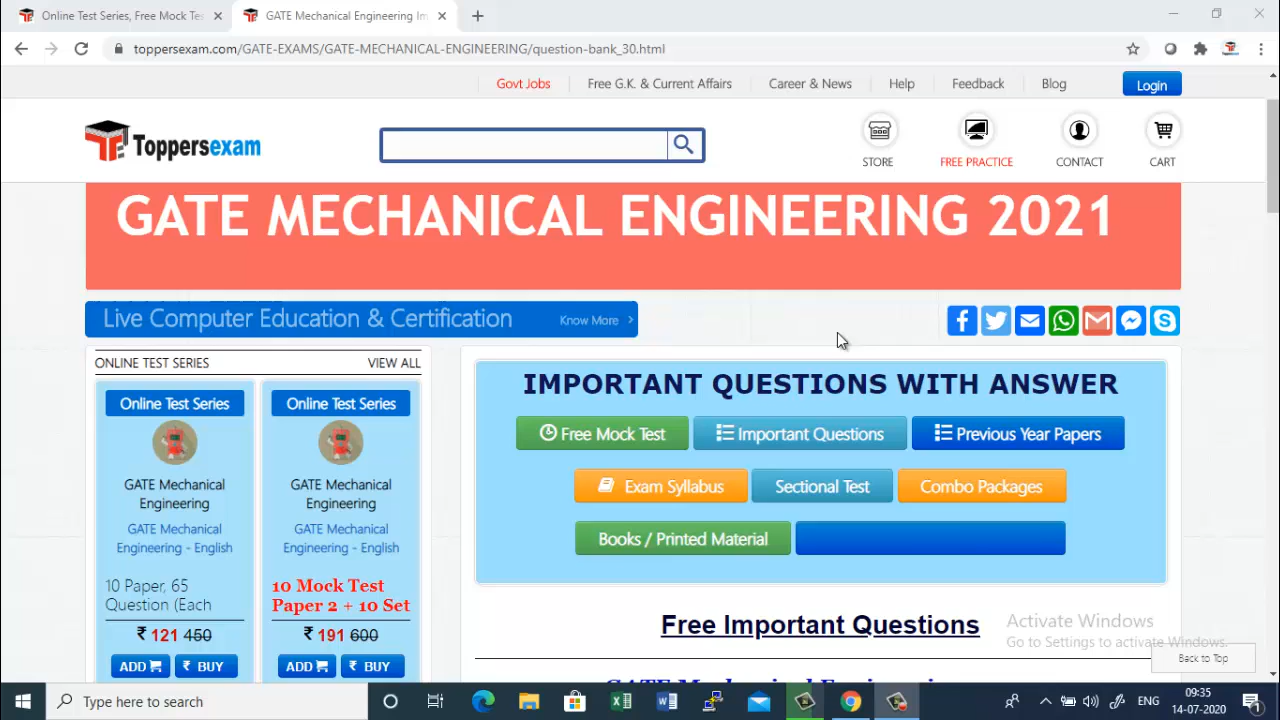 Online Test Series, Free Mock Tes
GATE Mechanical Engineering Im
toppersexam.com/GATE-EXAMS/GATE-MECHANICAL-ENGINEERING/question-bank_30.html
Govt Jobs
Free G.K. & Current Affairs
Career & News
Help
Feedback
Blog
Login
Toppersexam
STORE
FREE PRACTICE
CONTACT
CART
GATE MECHANICAL ENGINEERING 2021
Live Computer Education & Certification
Know More
ONLINE TEST SERIES
VIEW ALL
Online Test Series
GATE Mechanical
Engineering
GATE Mechanical
Engineering - English
10 Paper, 65
Question (Each
₹ 121 450
ADD
₹ BUY
Online Test Series
GATE Mechanical
Engineering
GATE Mechanical
Engineering - English
10 Mock Test
Paper 2 + 10 Set
₹ 191 600
ADD
₹ BUY
IMPORTANT QUESTIONS WITH ANSWER
Free Mock Test
Important Questions
Previous Year Papers
Exam Syllabus
Sectional Test
Combo Packages
Books / Printed Material
Free Important Questions
Activate Windows
Go to Settings to activate Windows.
Back to Top
Type here to search
ENG
09:35
14-07-2020
1